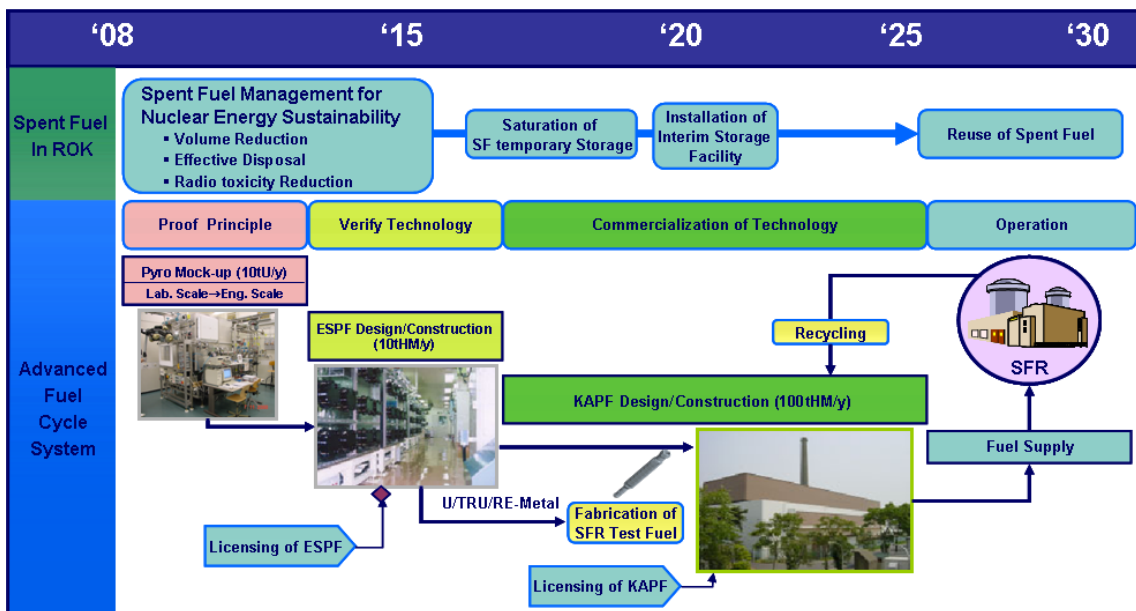 ‘08 ‘15 ‘20 ‘25 ‘30
Spent Fuel
In ROK
Spent Fuel Management for
Nuclear Energy Sustainability
▪ Volume Reduction
▪ Effective Disposal
▪ Radio toxicity Reduction
Saturation of
SF temporary Storage
Installation of
Interim Storage
Facility
Reuse of Spent Fuel
Advanced
Fuel
Cycle
System
Proof Principle
Verify Technology
Commercialization of Technology
Operation
Pyro Mock-up (10tU/y)
Lab. Scale→Eng. Scale
ESPF Design/Construction
(10tHM/y)
Recycling
SFR
KAPF Design/Construction (100tHM/y)
Fuel Supply
U/TRU/RE-Metal
Fabrication of
SFR Test Fuel
Licensing of ESPF
Licensing of KAPF